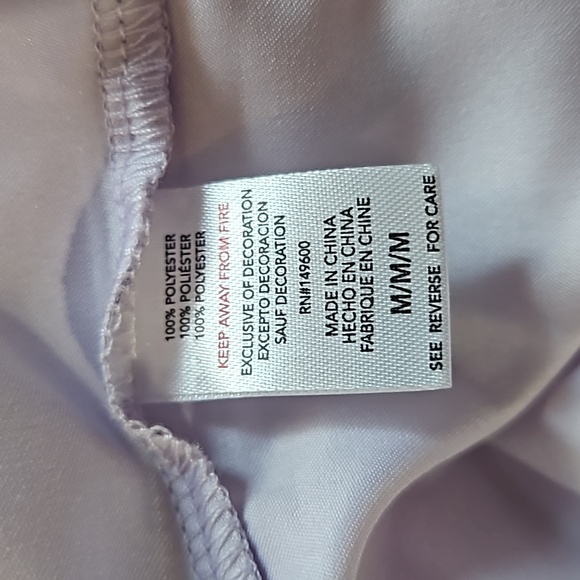 100% POLYESTER
100% POLIÉSTER
100% POLYESTER
KEEP AWAY FROM FIRE
EXCLUSIVE OF DECORATION
EXCEPTO DECORACION
SAUF DECORATION
RN#149600
MADE IN CHINA
HECHO EN CHINA
FABRIQUE EN CHINE
M/M/M
SEE REVERSE FOR CARE